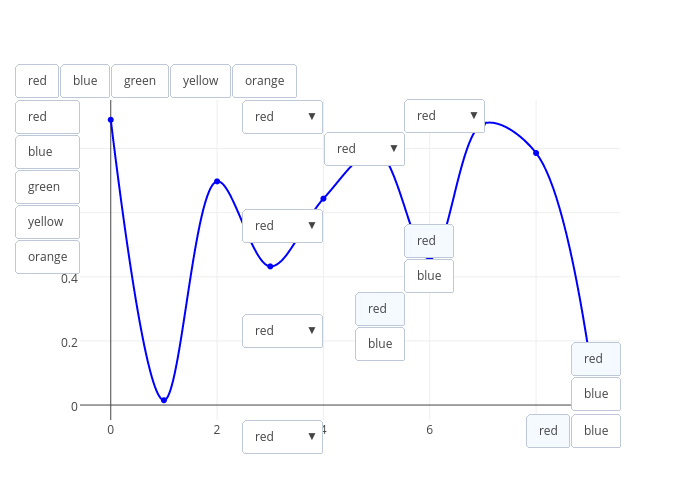 red blue green yellow orange
red
blue
green
yellow
orange
red ▼
red ▼
red ▼
red ▼
red
blue
red ▼
red
blue
red ▼
red
blue
red blue
0.4
0.2
0
0 2 4 6